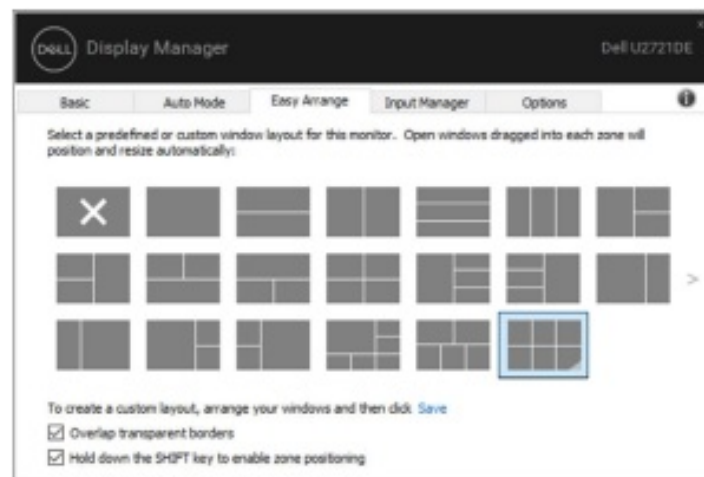 DELL Display Manager
Dell U2721DE
Basic Auto Mode Easy Arrange Input Manager Options
Select a predefined or custom window layout for this monitor. Open windows dragged into each zone will
position and resize automatically:
To create a custom layout, arrange your windows and then click Save
Overlap transparent borders
Hold down the SHIFT key to enable zone positioning